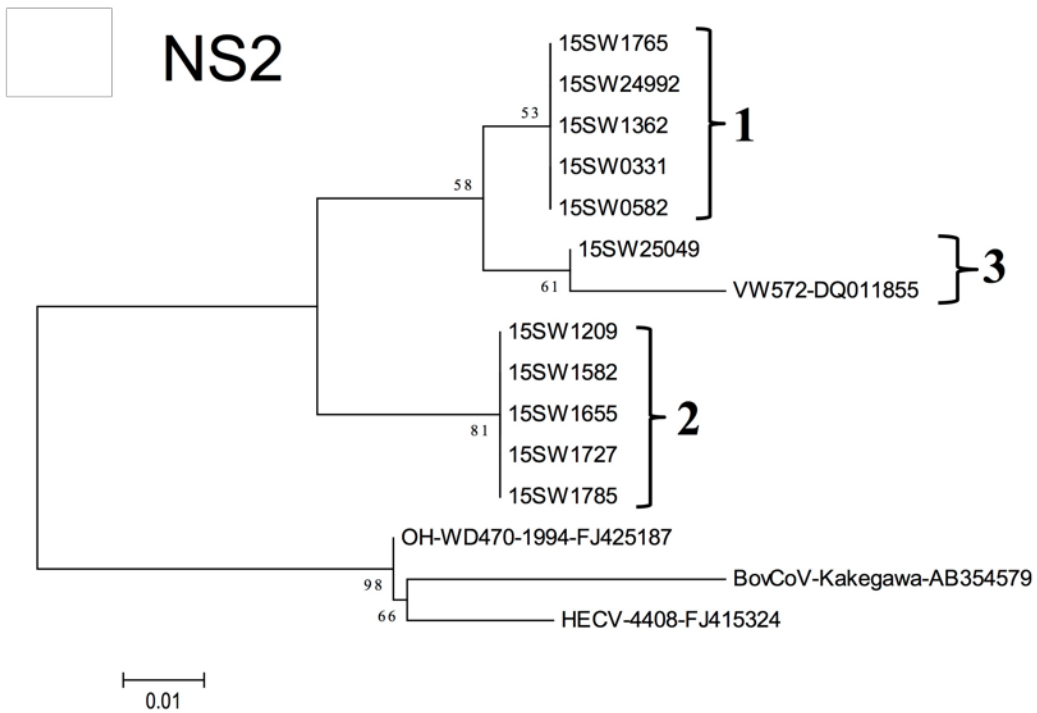 NS2
15SW1765
15SW24992
53
15SW1362
1
15SW0331
58
15SW0582
15SW25049
3
61
VW572-DQ011855
15SW1209
15SW1582
15SW1655
2
81
15SW1727
15SW1785
OH-WD470-1994-FJ425187
98
BovCoV-Kakegawa-AB354579
66
HECV-4408-FJ415324
0.01